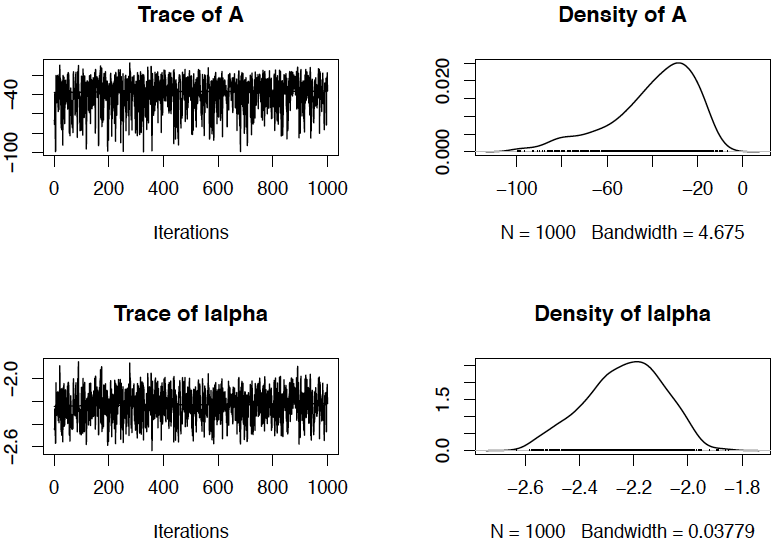 Trace of A
Density of A
−100 −40
0 200 400 600 800 1000
Iterations
0.000 0.020
−100 −60 −20 0
N = 1000 Bandwidth = 4.675
Trace of lalpha
Density of lalpha
−2.6 −2.0
0 200 400 600 800 1000
Iterations
0.0 1.5
−2.6 −2.4 −2.2 −2.0 −1.8
N = 1000 Bandwidth = 0.03779